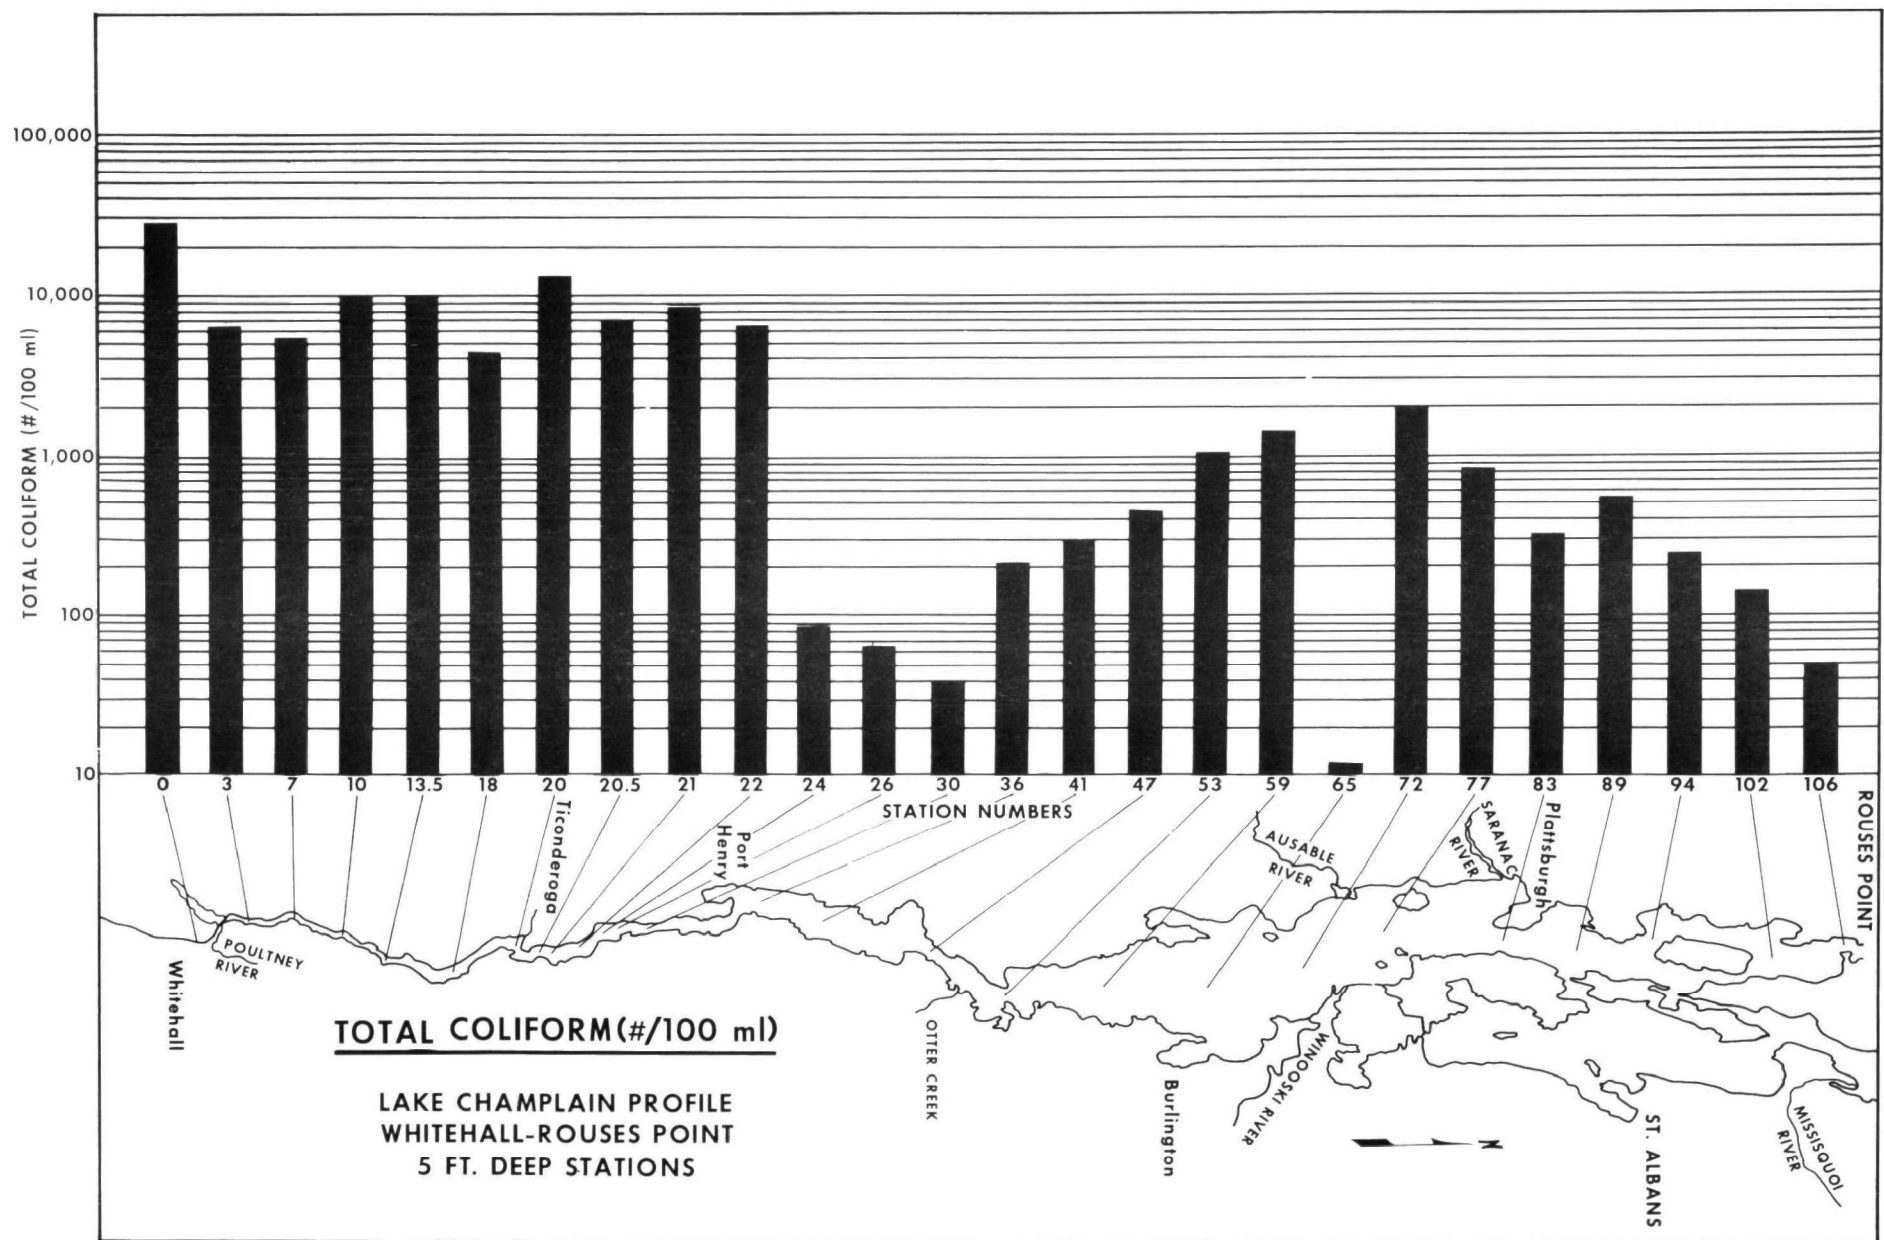 100,000
10,000
1,000
100
10
TOTAL COLIFORM (#/100 ml)
0 3 7 10 13.5 18 20 20.5 21 22 24 26 30 36 41 47 53 59 65 72 77 83 89 94 102 106
STATION NUMBERS
Whitehall
POULTNEY
RIVER
Ticonderoga
Port
Henry
OTTER CREEK
AUSABLE
RIVER
Burlington
WINOOSKI RIVER
SARANAC
RIVER
Plattsburgh
ST. ALBANS
MISSISQUOI
RIVER
ROUSES POINT
N
TOTAL COLIFORM(#/100 ml)
LAKE CHAMPLAIN PROFILE
WHITEHALL-ROUSES POINT
5 FT. DEEP STATIONS